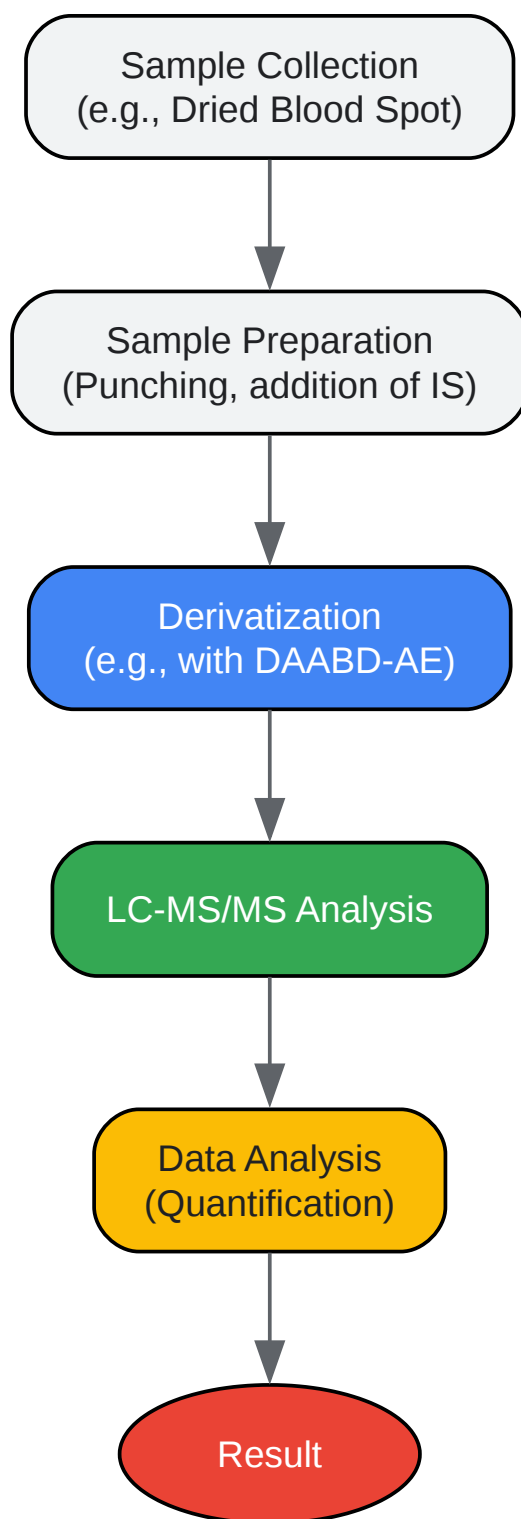 Sample Collection
(e.g., Dried Blood Spot)
Sample Preparation
(Punching, addition of IS)
Derivatization
(e.g., with DAABD-AE)
LC-MS/MS Analysis
Data Analysis
(Quantification)
Result